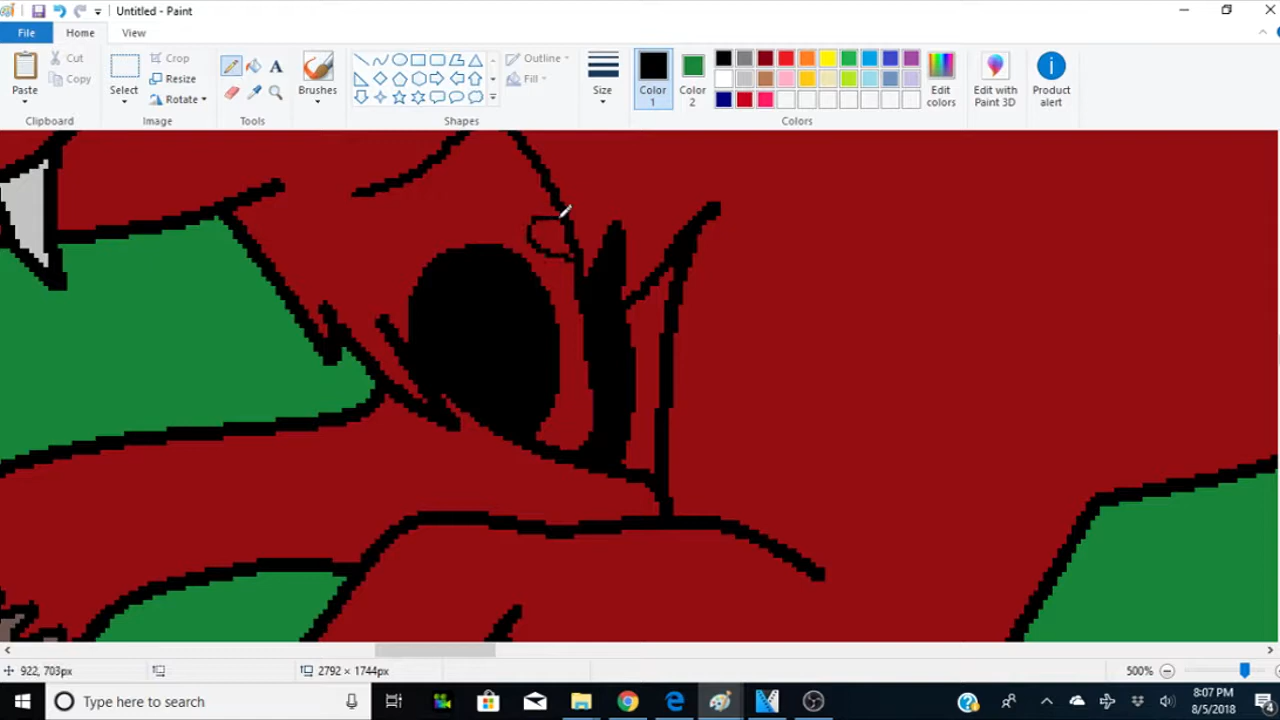 Untitled - Paint
File
Home
View
Paste
Cut
Copy
Clipboard
Select
Crop
Resize
Rotate
Image
A
Tools
Brushes
Shapes
Outline
Fill
Size
Color 1
Color 2
Edit colors
Colors
Edit with Paint 3D
Product alert
922, 703px
2792 × 1744px
500%
Type here to search
8:07 PM
8/5/2018
4